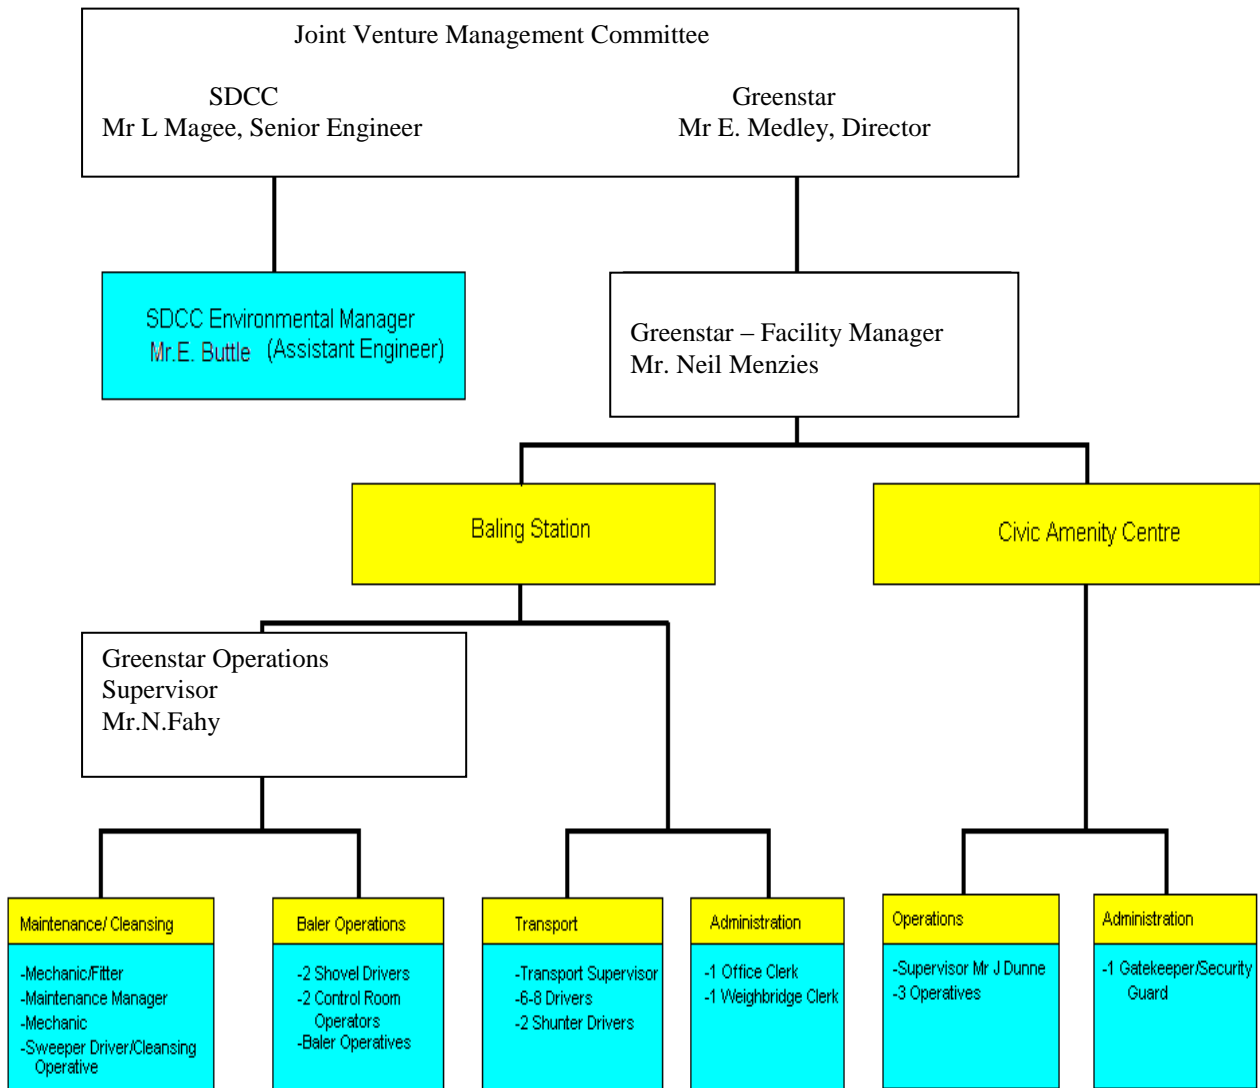 Joint Venture Management Committee
SDCC
Mr L Magee, Senior Engineer
Greenstar
Mr E. Medley, Director
SDCC Environmental Manager
Mr.E. Buttle (Assistant Engineer)
Greenstar – Facility Manager
Mr. Neil Menzies
Baling Station
Civic Amenity Centre
Greenstar Operations
Supervisor
Mr.N.Fahy
Maintenance/ Cleansing
-Mechanic/Fitter
-Maintenance Manager
-Mechanic
-Sweeper Driver/Cleansing
Operative
Baler Operations
-2 Shovel Drivers
-2 Control Room
Operators
-Baler Operatives
Transport
-Transport Supervisor
-6-8 Drivers
-2 Shunter Drivers
Administration
-1 Office Clerk
-1 Weighbridge Clerk
Operations
-Supervisor Mr J Dunne
-3 Operatives
Administration
-1 Gatekeeper/Security
Guard